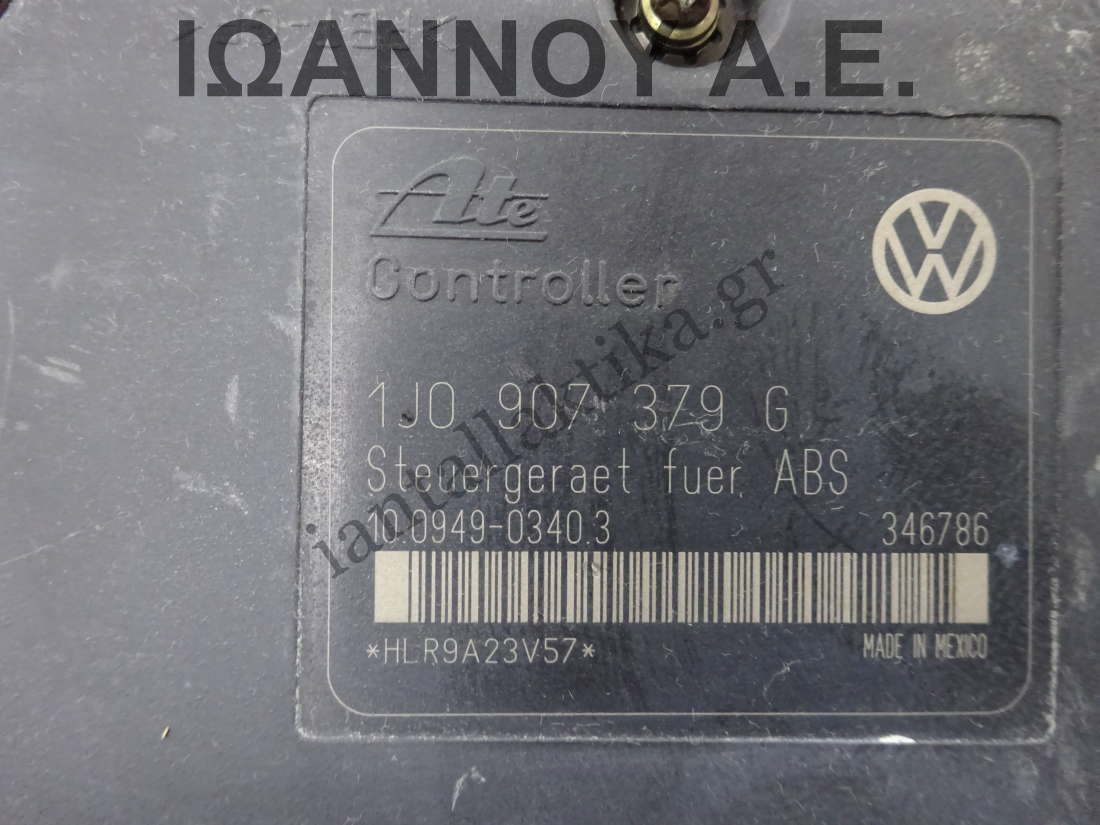 ΙΩΑΝΝΟΥ Α.Ε.
Ate
Controller
1J0 907 379 G
Steuergeraet fuer ABS
10.0949-0340.3 346786
*HLR9A23V57* MADE IN MEXICO
iantallaktika.gr